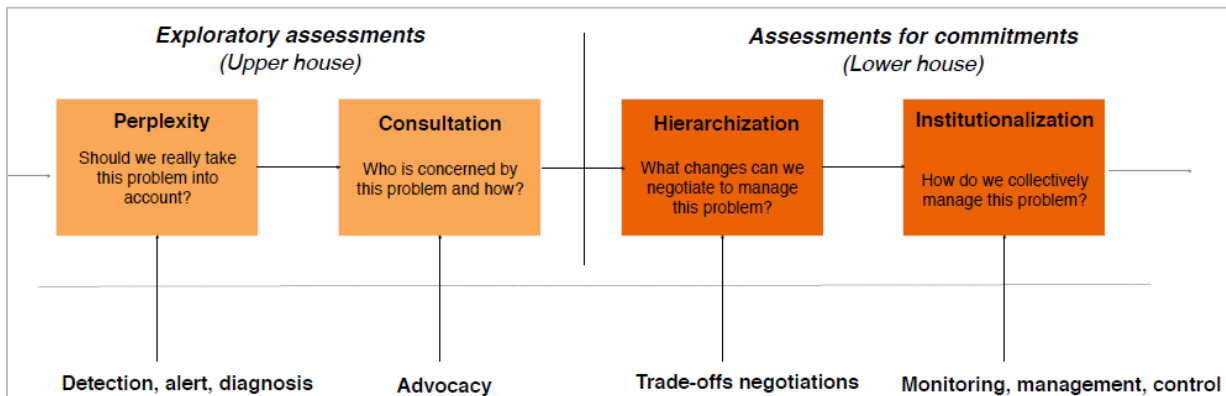 Exploratory assessments
(Upper house)
Assessments for commitments
(Lower house)
Perplexity
Should we really take
this problem into
account?
Consultation
Who is concerned by
this problem and how?
Hierarchization
What changes can we
negotiate to manage
this problem?
Institutionalization
How do we collectively
manage this problem?
Detection, alert, diagnosis
Advocacy
Trade-offs negotiations
Monitoring, management, control